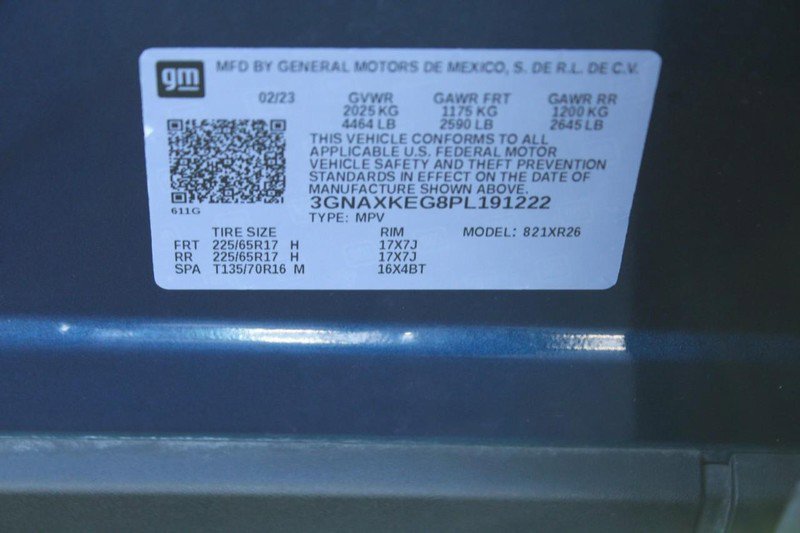 gm MFD BY GENERAL MOTORS DE MEXICO, S. DE R.L. DE C.V.
02/23 GVWR GAWR FRT GAWR RR
2025 KG 1175 KG 1200 KG
4464 LB 2590 LB 2645 LB
THIS VEHICLE CONFORMS TO ALL
APPLICABLE U.S. FEDERAL MOTOR
VEHICLE SAFETY AND THEFT PREVENTION
STANDARDS IN EFFECT ON THE DATE OF
MANUFACTURE SHOWN ABOVE.
611G 3GNAXKEG8PL191222
TYPE: MPV
TIRE SIZE RIM MODEL: 821XR26
FRT 225/65R17 H 17X7J
RR 225/65R17 H 17X7J
SPA T135/70R16 M 16X4BT